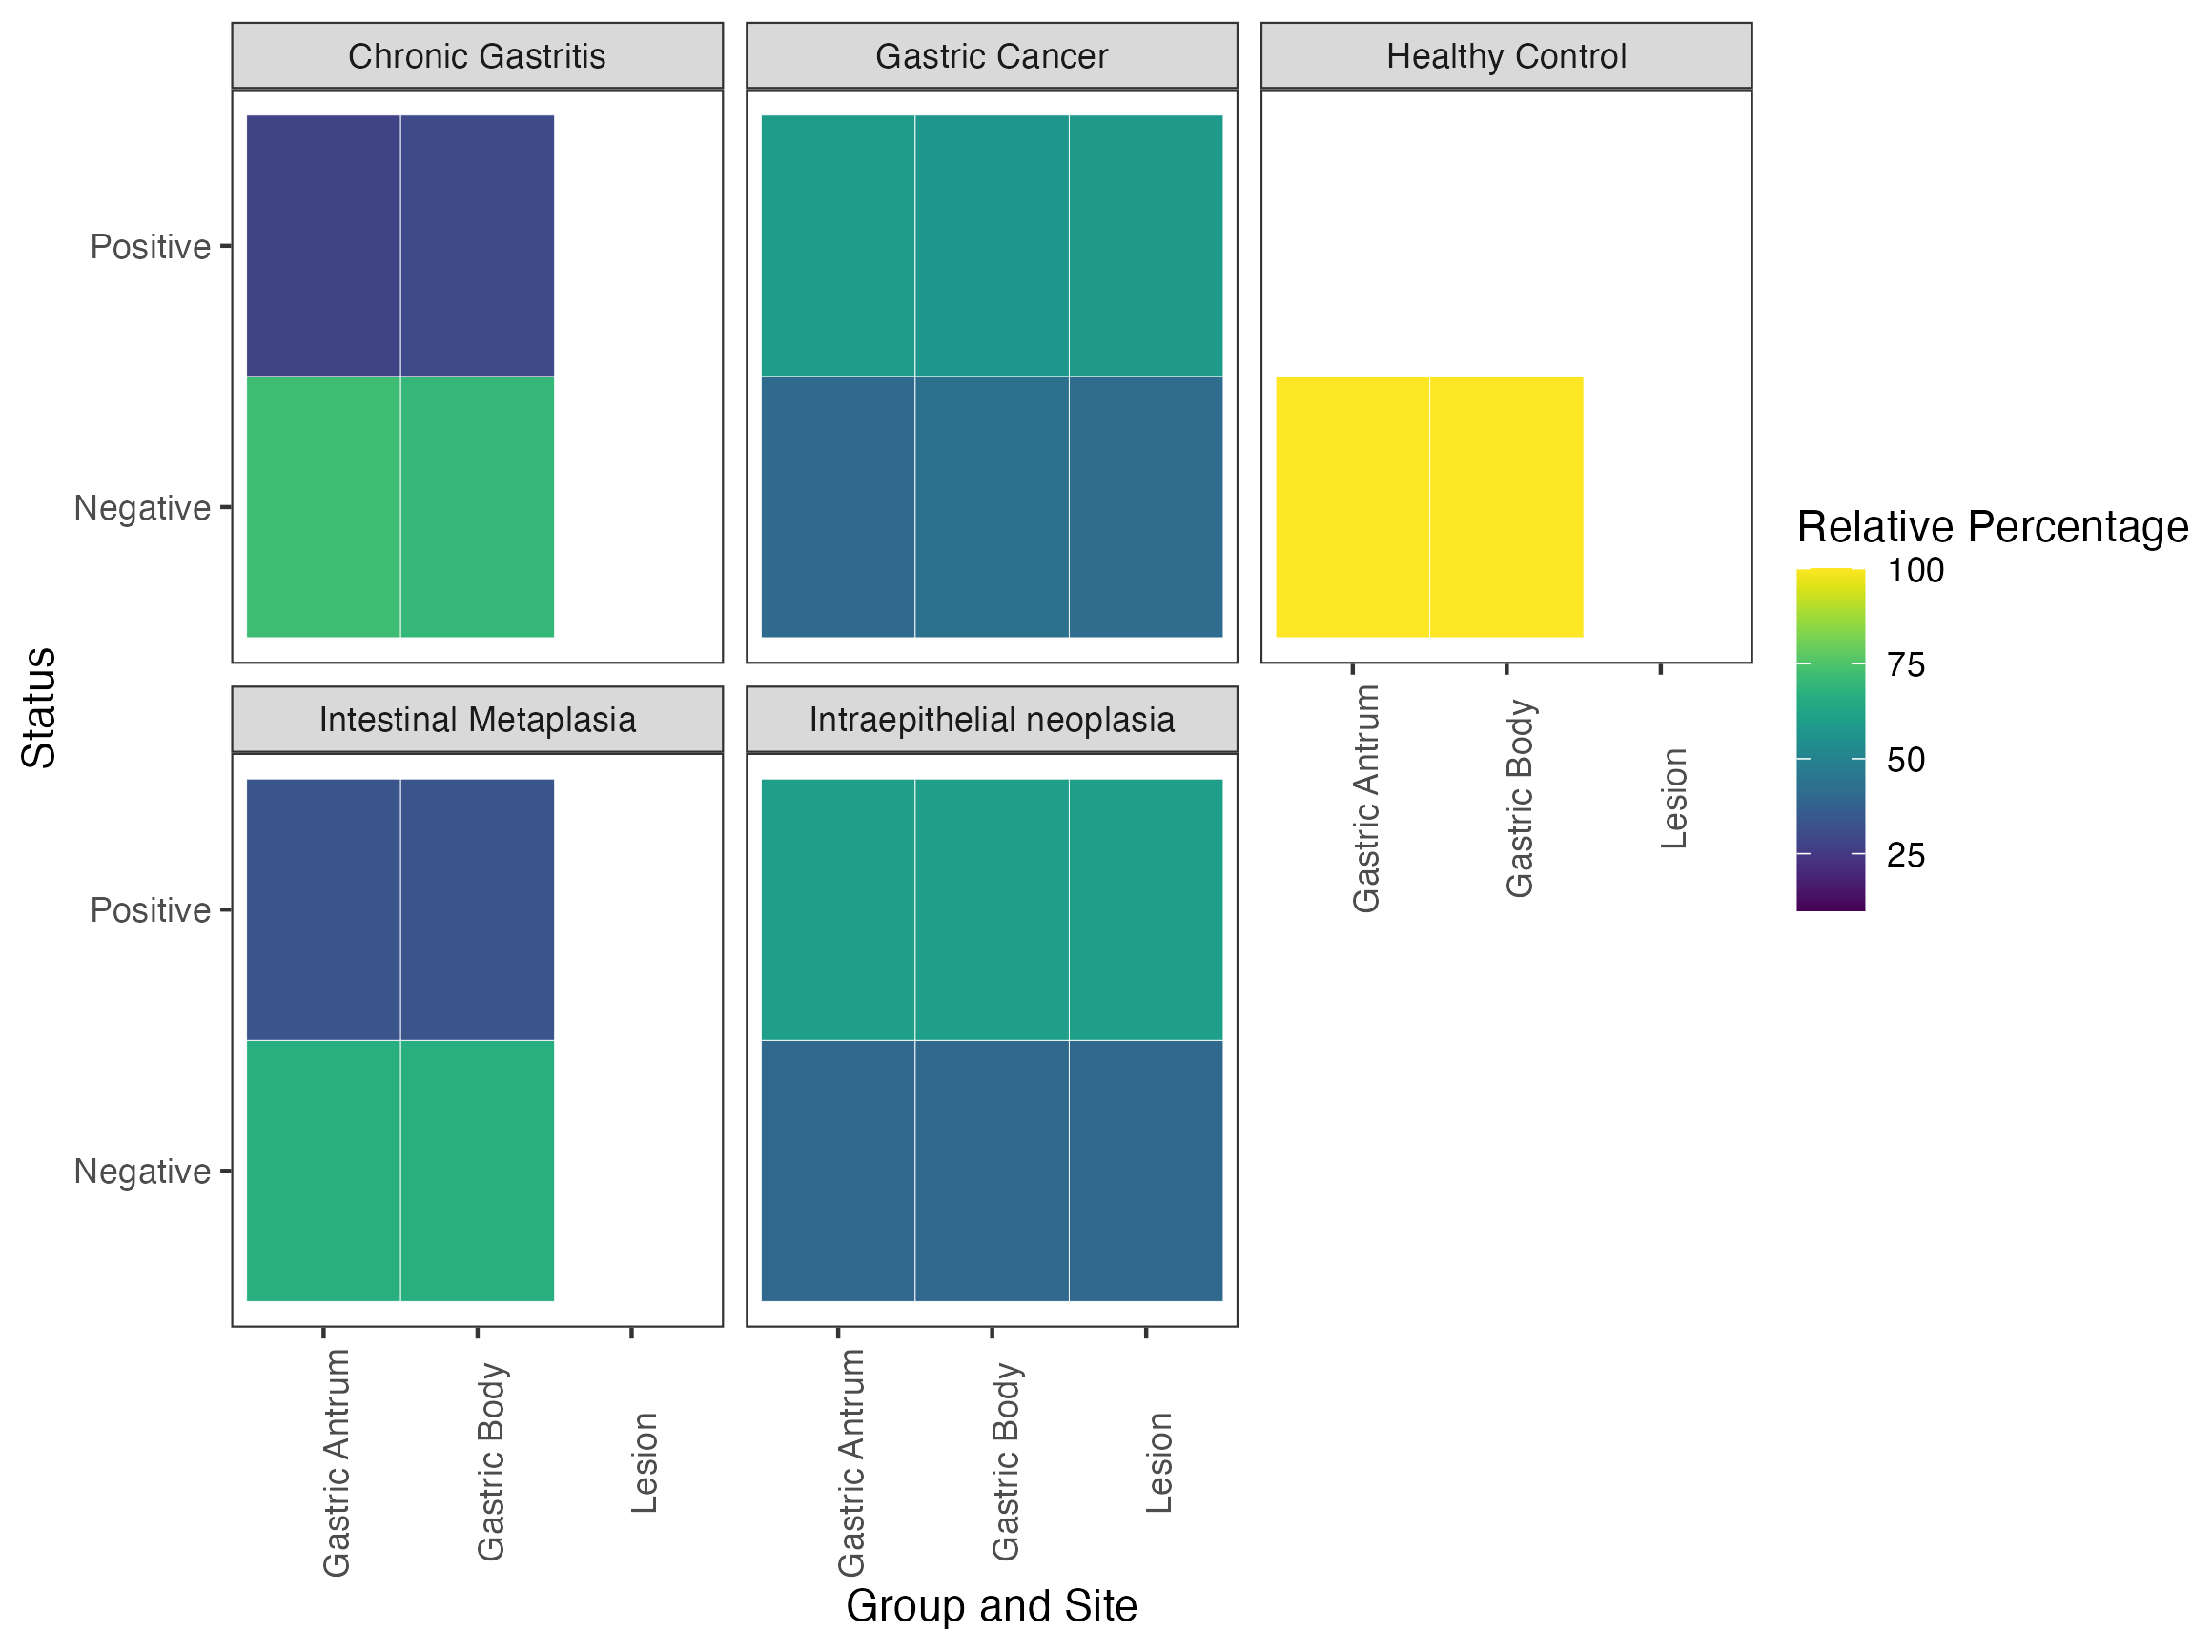 Chronic Gastritis
Gastric Cancer
Healthy Control
Positive
Negative
Status
Relative Percentage
100
75
50
25
Gastric Antrum
Gastric Body
Lesion
Intestinal Metaplasia
Intraepithelial neoplasia
Positive
Negative
Gastric Antrum
Gastric Body
Lesion
Gastric Antrum
Gastric Body
Lesion
Group and Site